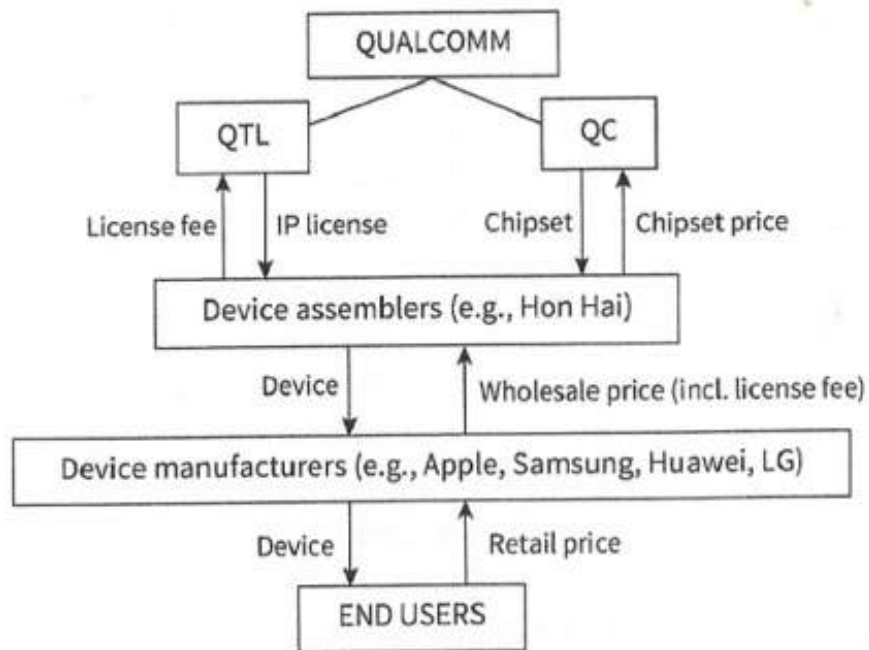 QUALCOMM
QTL
QC
License fee
IP license
Chipset
Chipset price
Device assemblers (e.g., Hon Hai)
Device
Wholesale price (incl. license fee)
Device manufacturers (e.g., Apple, Samsung, Huawei, LG)
Device
Retail price
END USERS